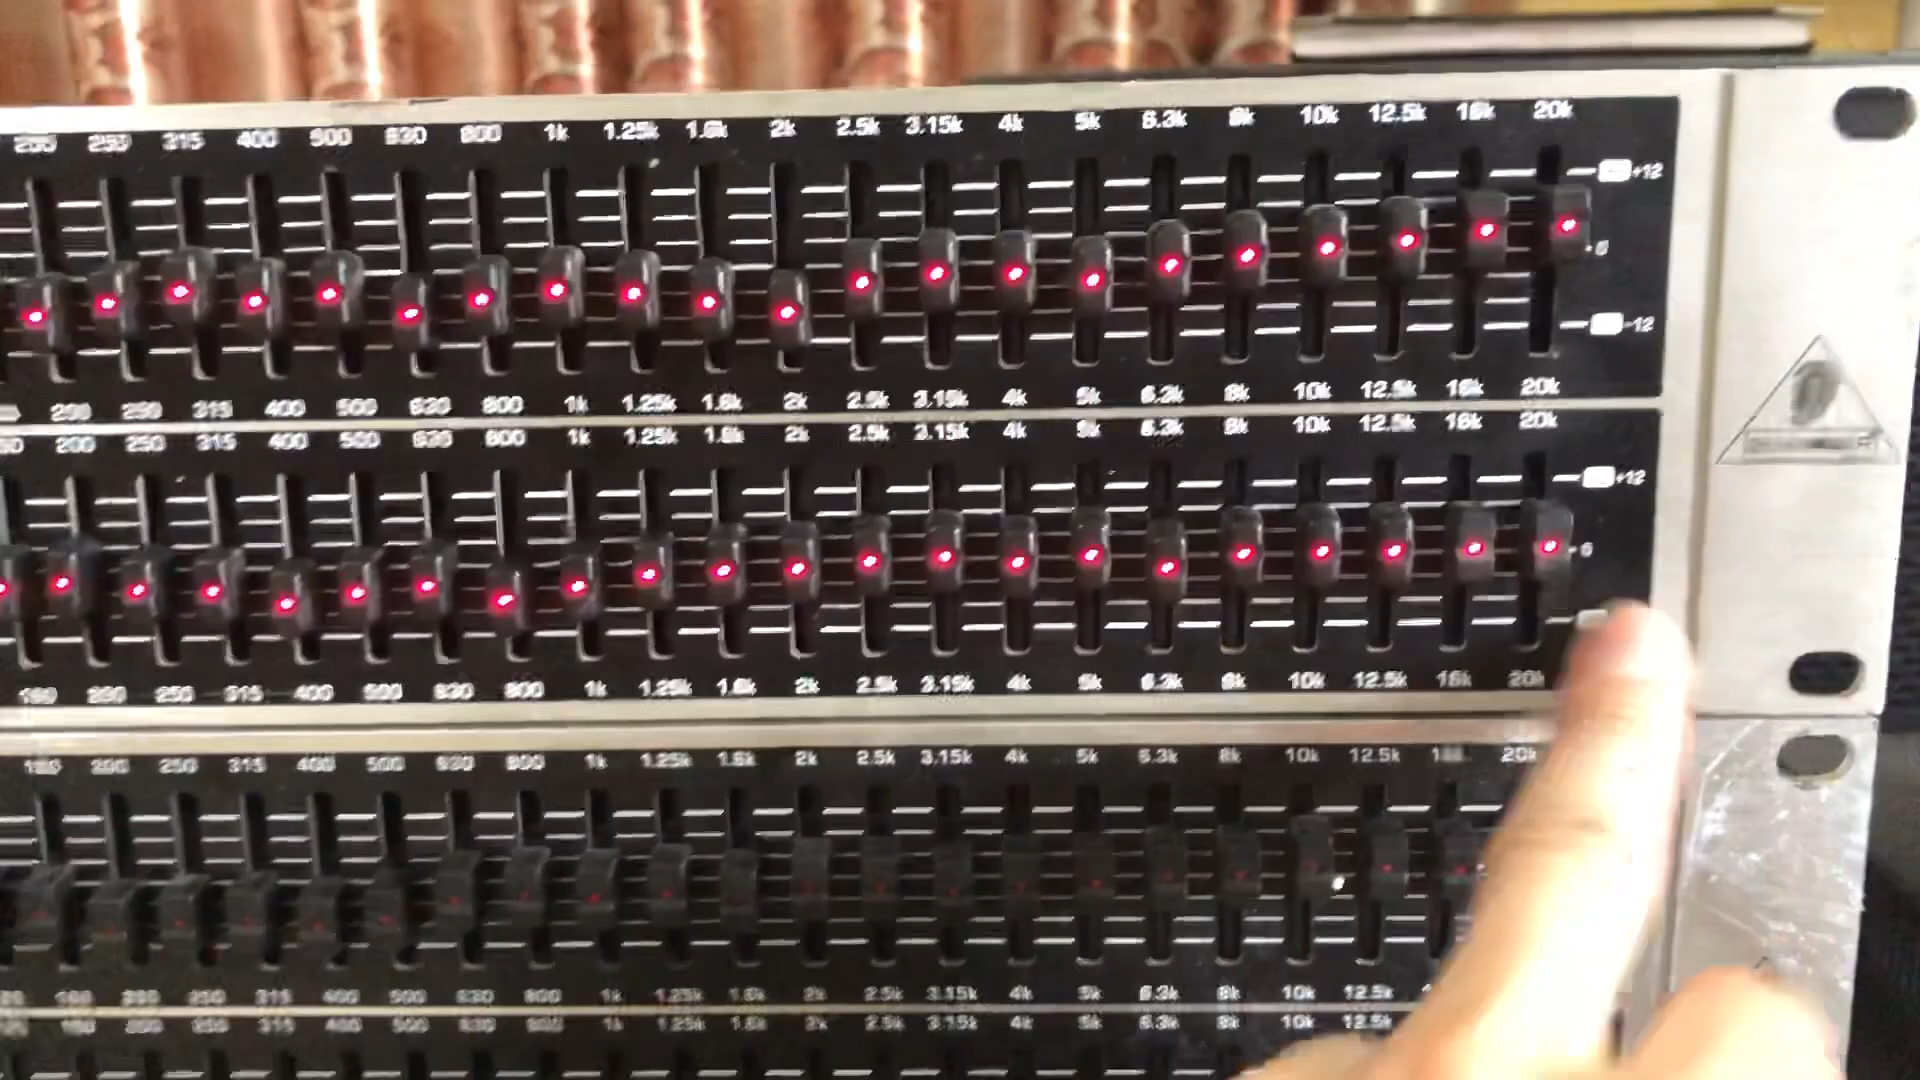 200 250 315 400 500 630 800 1k 1.25k 1.6k 2k 2.5k 3.15k 4k 5k 6.3k 8k 10k 12.5k 16k 20k
+12
0
-12
200 250 315 400 500 630 800 1k 1.25k 1.6k 2k 2.5k 3.15k 4k 5k 6.3k 8k 10k 12.5k 16k 20k
200 250 315 400 500 630 800 1k 1.25k 1.6k 2k 2.5k 3.15k 4k 5k 6.3k 8k 10k 12.5k 16k 20k
+12
0
160 200 250 315 400 500 630 800 1k 1.25k 1.6k 2k 2.5k 3.15k 4k 5k 6.3k 8k 10k 12.5k 16k 20k
160 200 250 315 400 500 630 800 1k 1.25k 1.6k 2k 2.5k 3.15k 4k 5k 6.3k 8k 10k 12.5k 20k
160 200 250 315 400 500 630 800 1k 1.25k 1.6k 2k 2.5k 3.15k 4k 5k 6.3k 8k 10k 12.5k
160 200 250 315 400 500 630 800 1k 1.25k 1.6k 2k 2.5k 3.15k 4k 5k 6.3k 8k 10k 12.5k